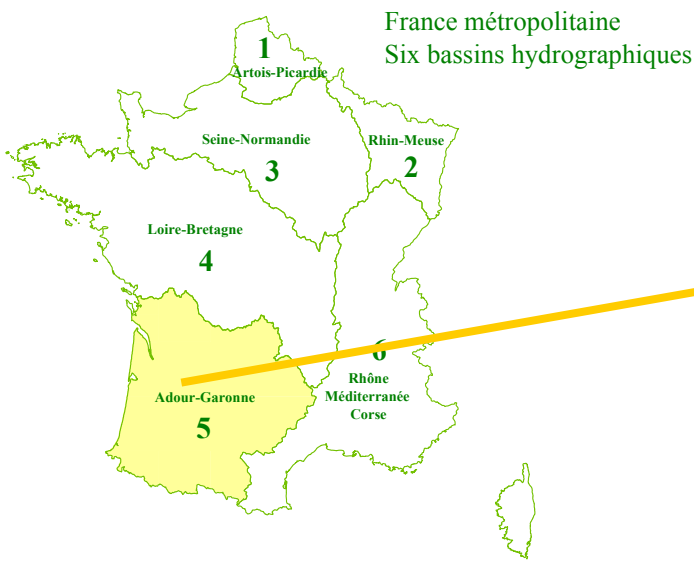 France métropolitaine
Six bassins hydrographiques
1
Artois-Picardie
Seine-Normandie
3
Rhin-Meuse
2
Loire-Bretagne
4
6
Rhône
Méditerranée
Corse
Adour-Garonne
5